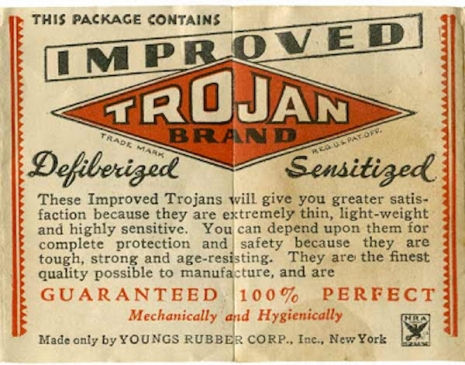 THIS PACKAGE CONTAINS
IMPROVED
TROJAN
BRAND
TRADE MARK
REG.U.S.PAT.OFF.
Defiberized Sensitized
These Improved Trojans will give you greater satis-
faction because they are extremely thin, light-weight
and highly sensitive. You can depend upon them for
complete protection and safety because they are
tough, strong and age-resisting. They are the finest
quality possible to manufacture, and are
GUARANTEED 100% PERFECT
Mechanically and Hygienically
Made only by YOUNGS RUBBER CORP., Inc., New York
NRA